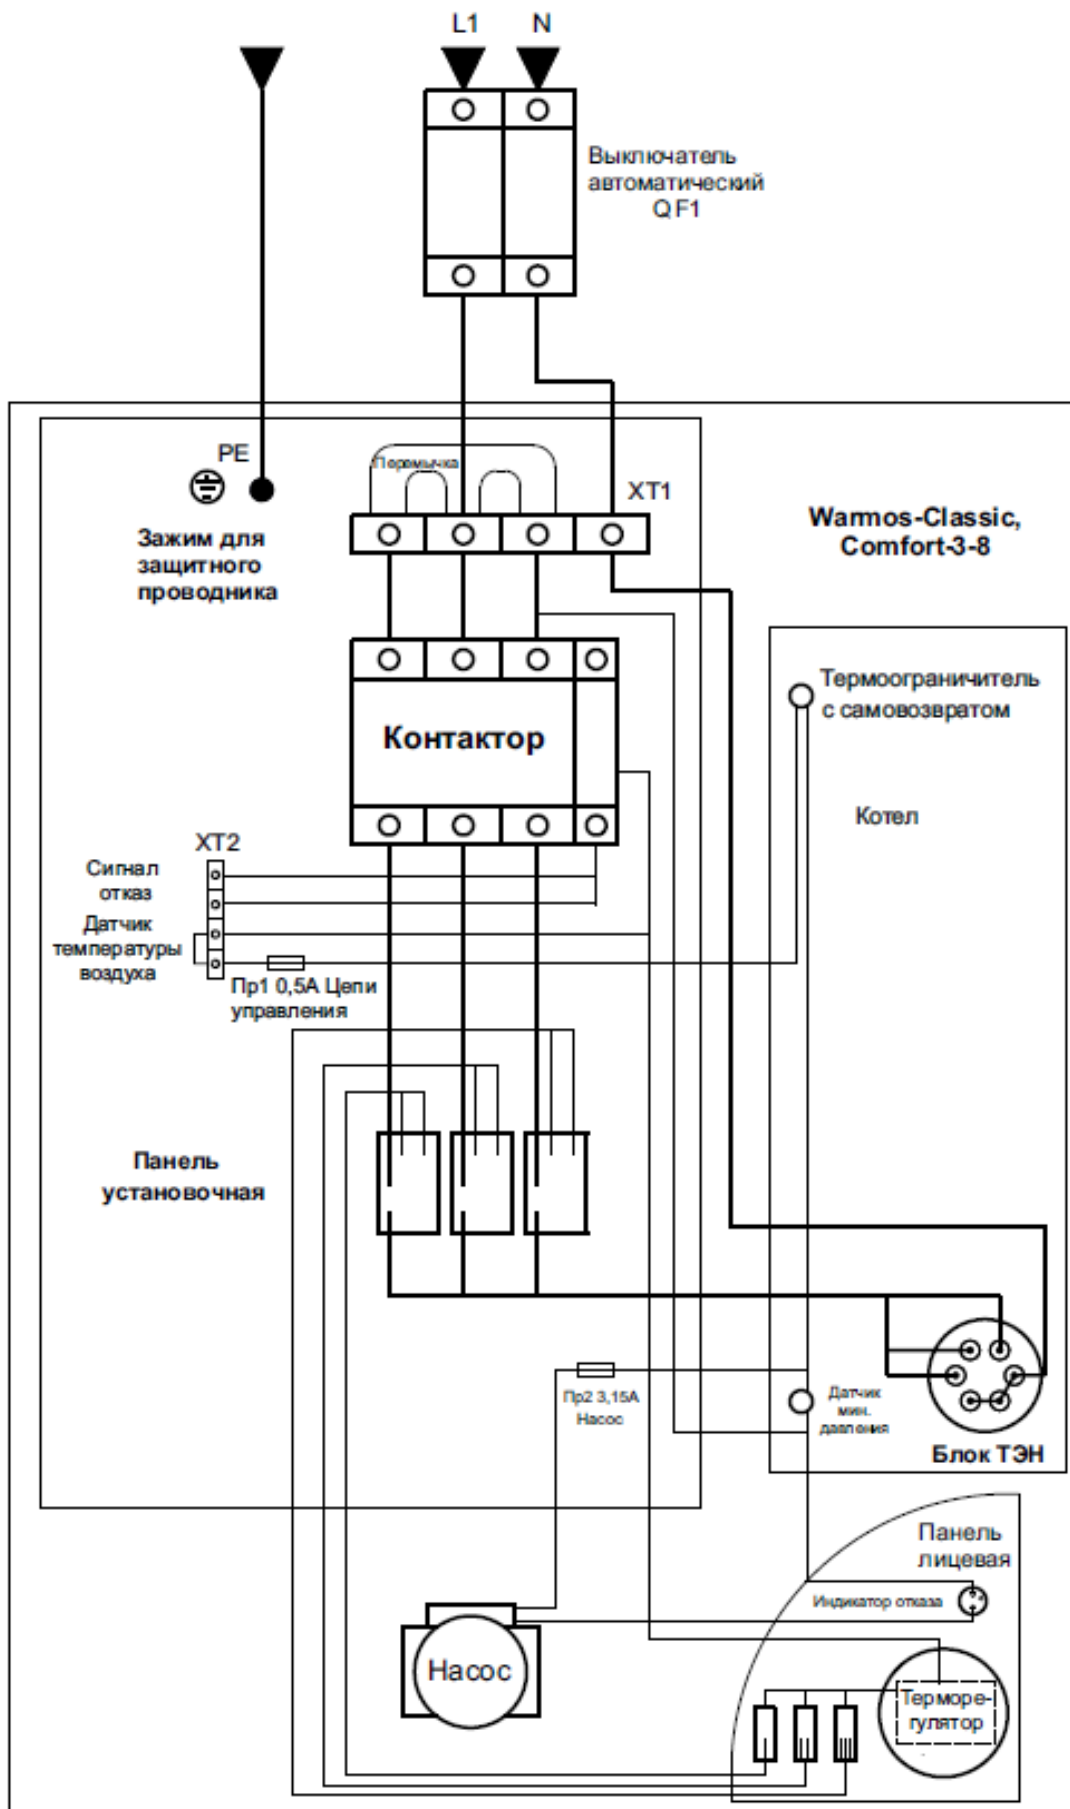 L1 N
Выключатель
автоматический
QF1
PE
Перемычка
XT1
Зажим для
защитного
проводника
Warmos-Classic,
Comfort-3-8
Термоограничитель
с самовозвратом
Контактор
Котел
XT2
Сигнал
отказ
Датчик
температуры
воздуха
Пр1 0,5А Цепи
управления
Панель
установочная
Пр2 3,15А
Насос
Датчик
мин.
давления
Блок ТЭН
Панель
лицевая
Индикатор отказа
Насос
Терморе-
гулятор